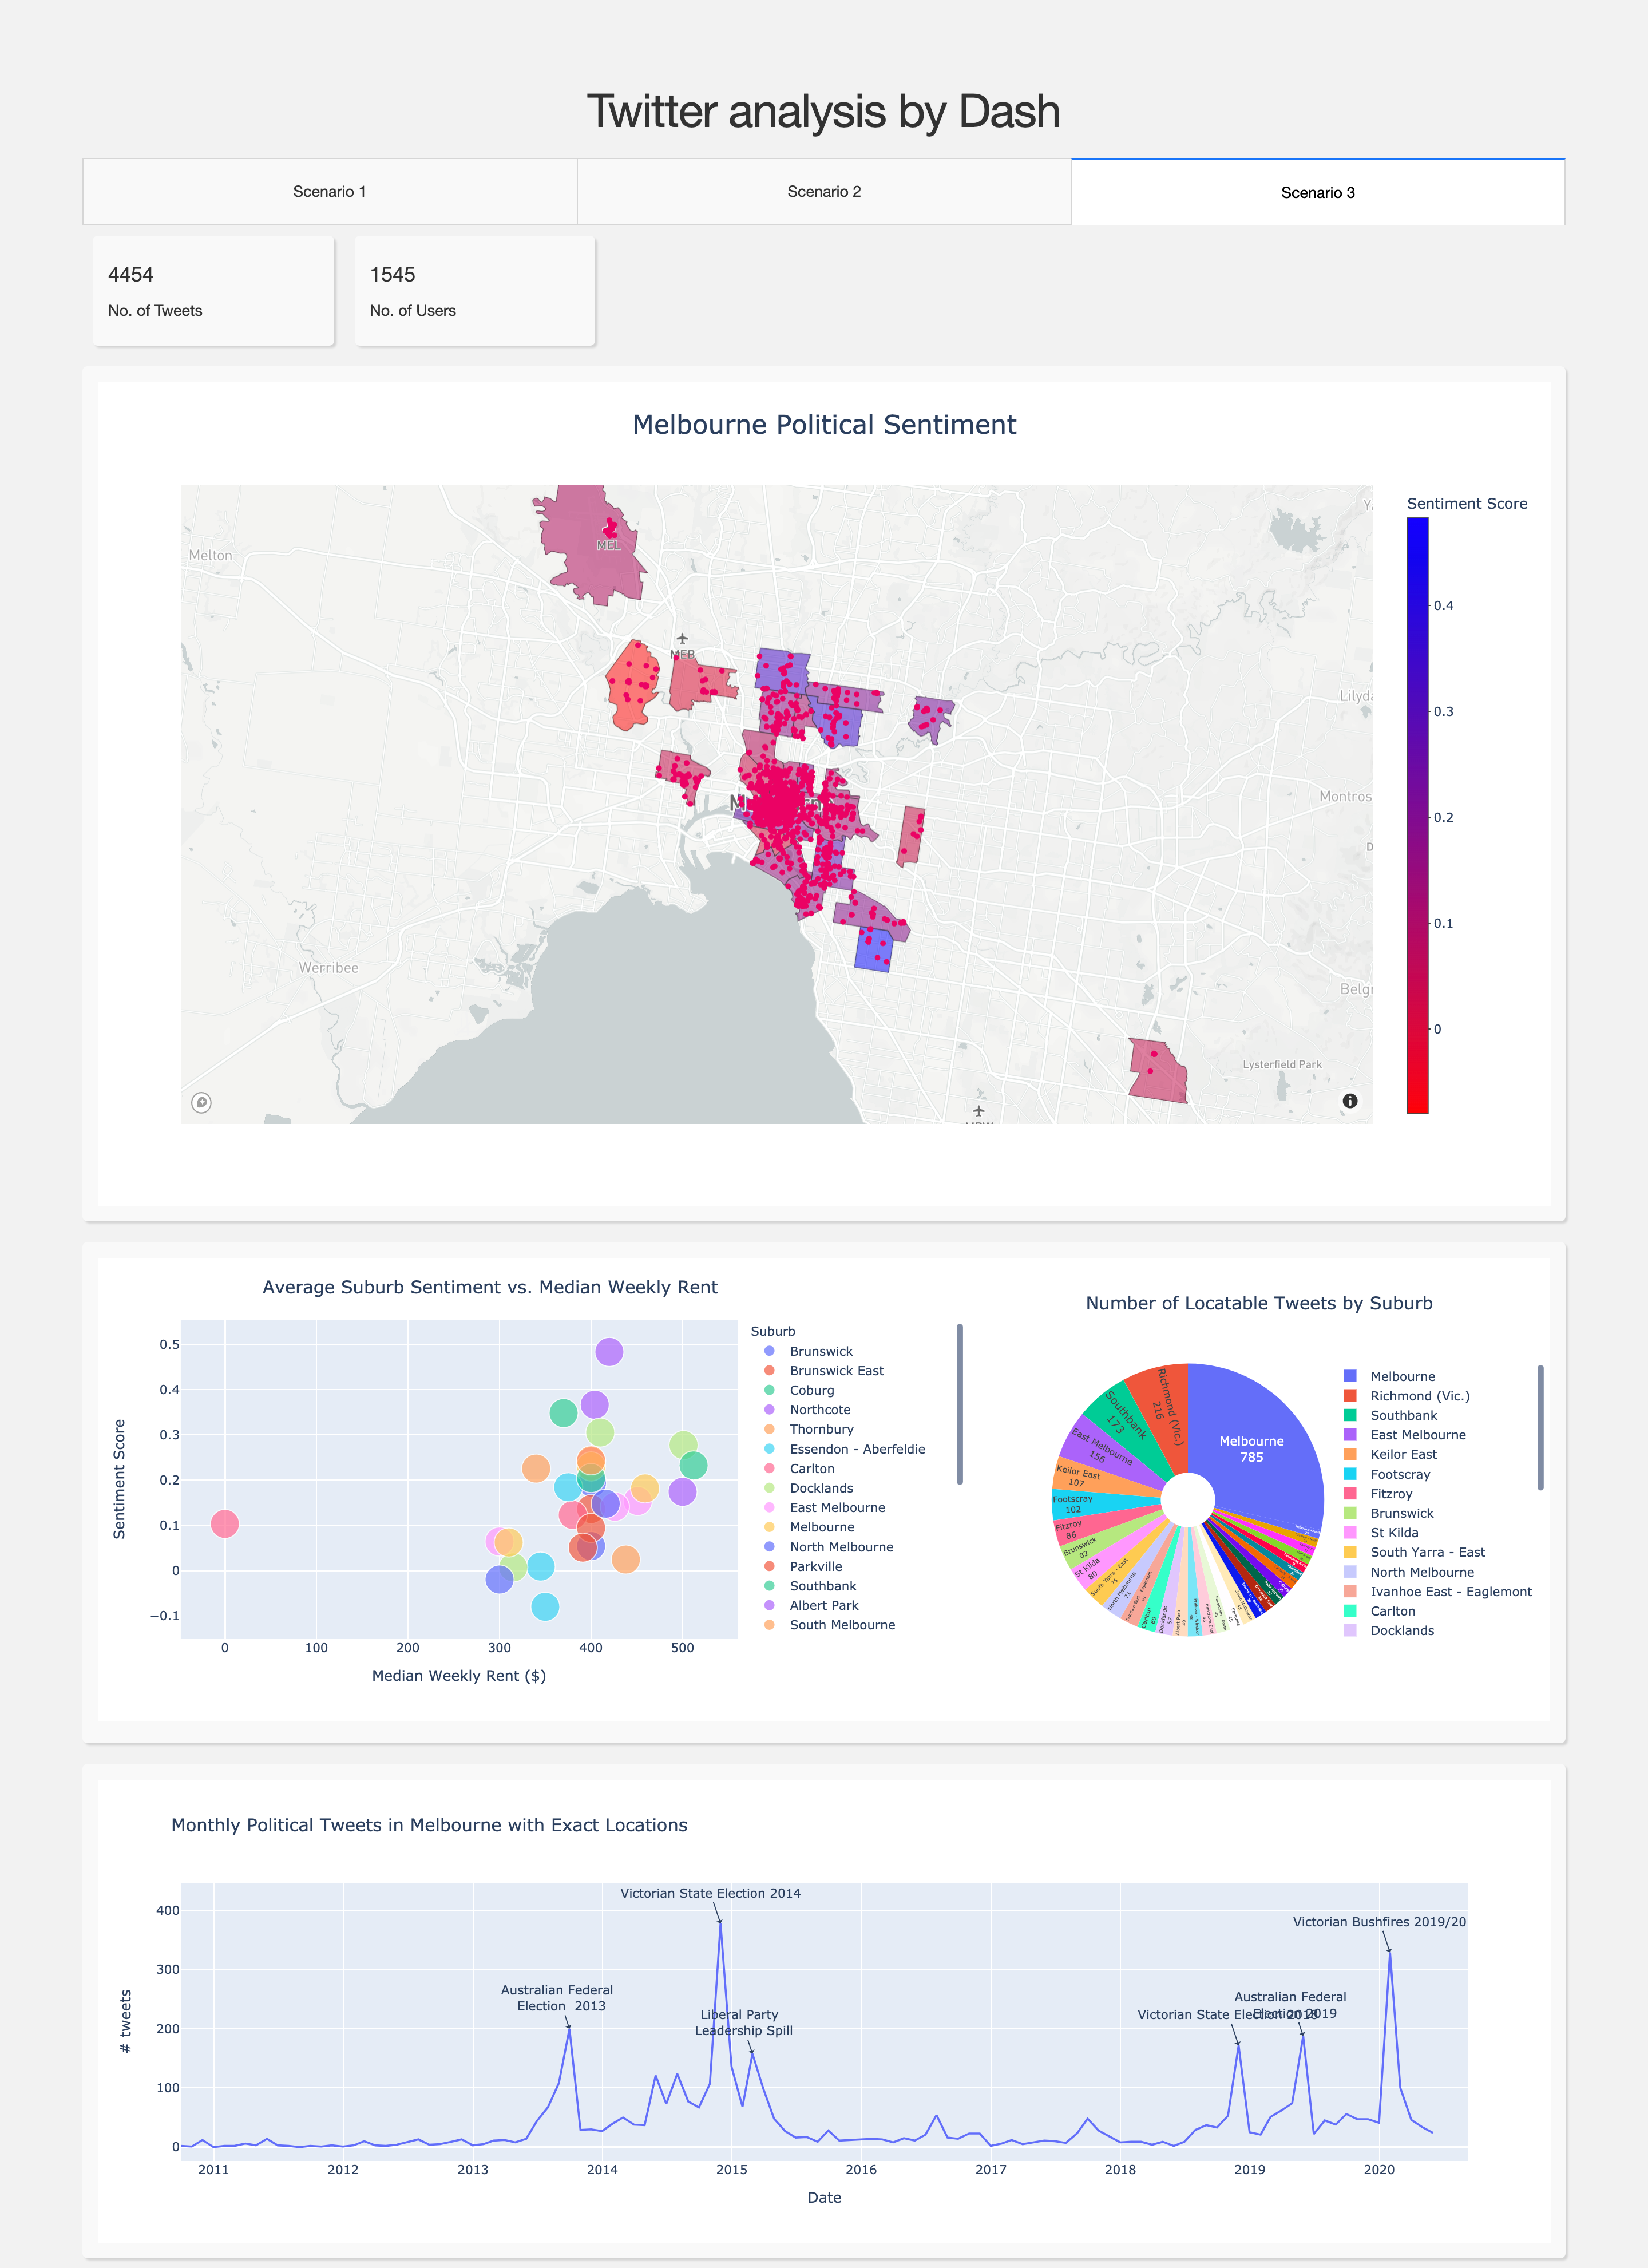 Twitter analysis by Dash
Scenario 1
Scenario 2
Scenario 3
4454
No. of Tweets
1545
No. of Users
Melbourne Political Sentiment
Melton
MEL
MEB
Werribee
Lilyda
Montros
Belgr
Lysterfield Park
Sentiment Score
0.4
0.3
0.2
0.1
0
Average Suburb Sentiment vs. Median Weekly Rent
Sentiment Score
0.5
0.4
0.3
0.2
0.1
0
−0.1
0
100
200
300
400
500
Median Weekly Rent ($)
Suburb
Brunswick
Brunswick East
Coburg
Northcote
Thornbury
Essendon - Aberfeldie
Carlton
Docklands
East Melbourne
Melbourne
North Melbourne
Parkville
Southbank
Albert Park
South Melbourne
Number of Locatable Tweets by Suburb
Melbourne
785
Richmond (Vic.)
216
Southbank
173
East Melbourne
156
Keilor East
107
Footscray
102
Fitzroy
86
Brunswick
82
St Kilda
80
South Yarra - East
75
North Melbourne
71
Carlton
60
Docklands
57
Albert Park
49
Melbourne
Richmond (Vic.)
Southbank
East Melbourne
Keilor East
Footscray
Fitzroy
Brunswick
St Kilda
South Yarra - East
North Melbourne
Ivanhoe East - Eaglemont
Carlton
Docklands
Monthly Political Tweets in Melbourne with Exact Locations
# tweets
400
300
200
100
0
Australian Federal
Election 2013
Victorian State Election 2014
Liberal Party
Leadership Spill
Victorian State Election 2018
Australian Federal
Election 2019
Victorian Bushfires 2019/20
2011
2012
2013
2014
2015
2016
2017
2018
2019
2020
Date